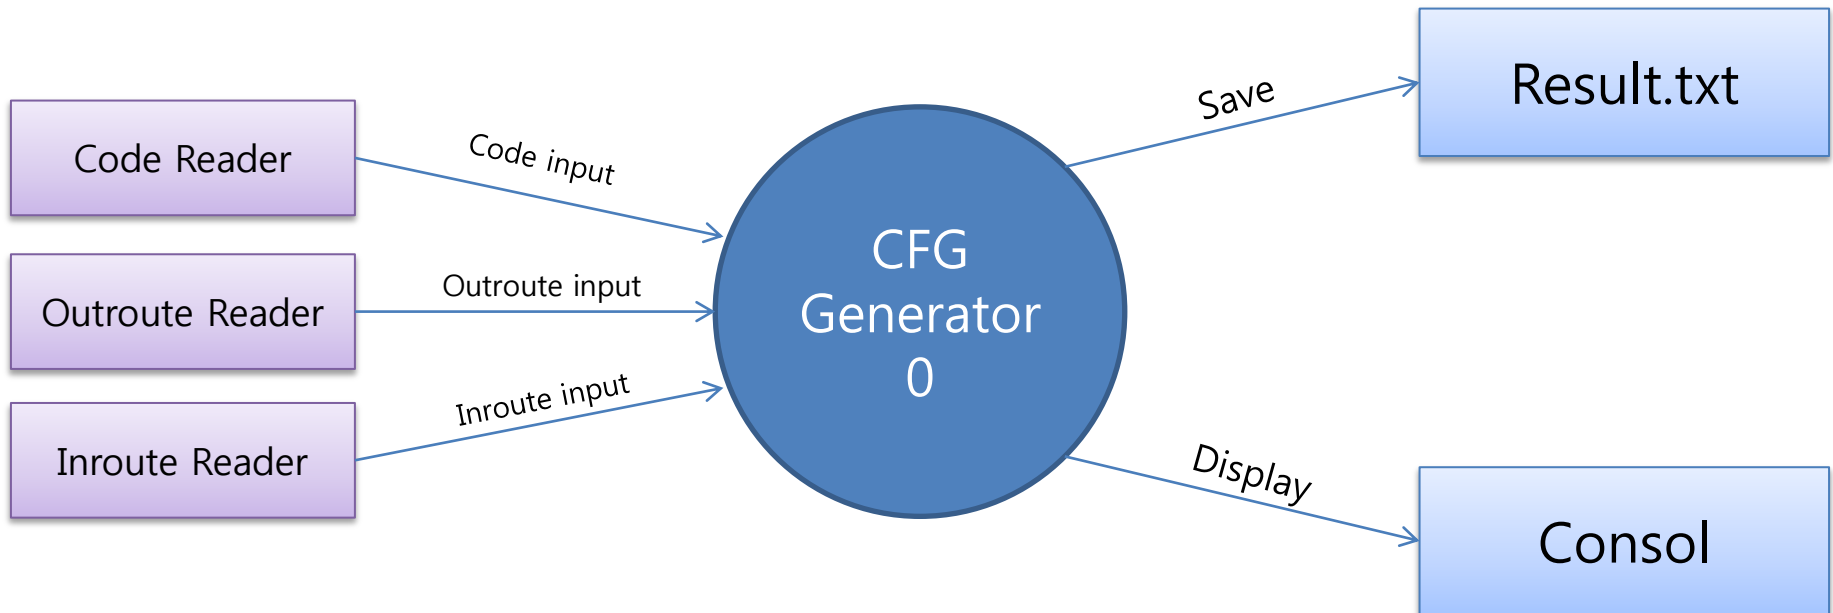 Code Reader
Outroute Reader
Inroute Reader
Code input
Outroute input
Inroute input
CFG
Generator
0
Save
Display
Result.txt
Consol